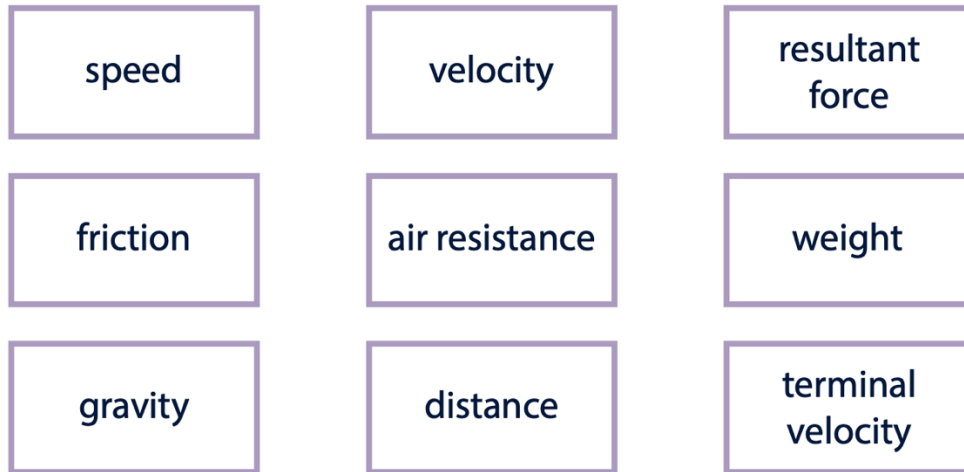 speed
velocity
resultant
force
friction
air resistance
weight
gravity
distance
terminal
velocity